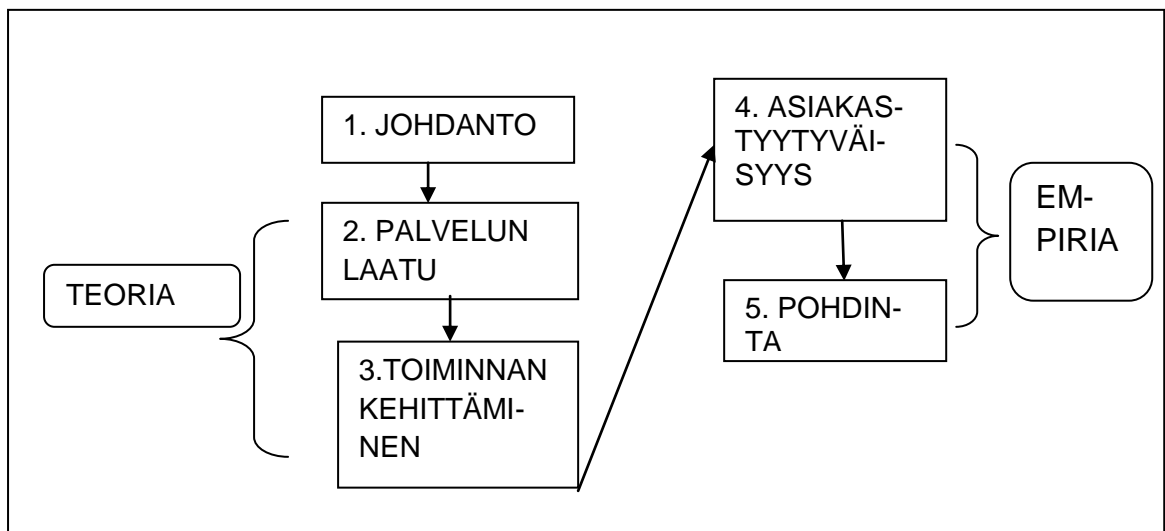 1. JOHDANTO
2. PALVELUN
LAATU
TEORIA
3.TOIMINNAN
KEHITTÄMI-
NEN
4. ASIAKAS-
TYYTYVÄI-
SYYS
5. POHDIN-
TA
EM-
PIRIA